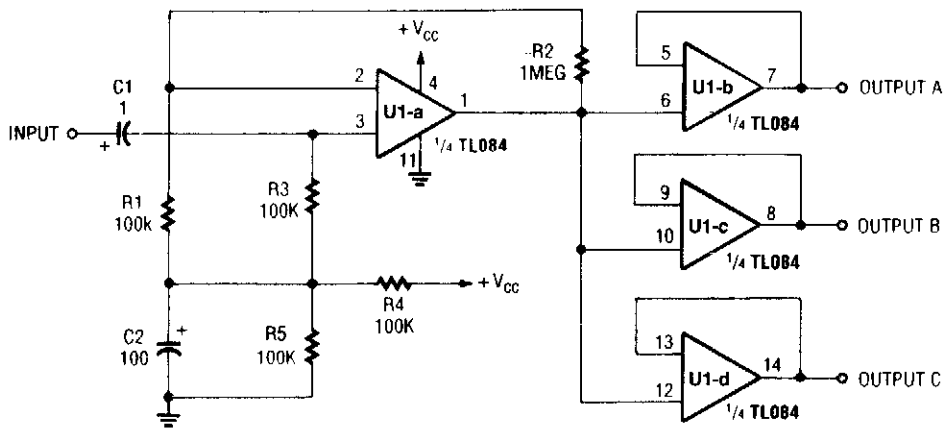 + VCC
R2
1MEG
C1
1
+
INPUT
2
3
4
U1-a
1
11
1/4 TL084
R1
100k
R3
100K
R4
100K
+ VCC
C2
100
+
R5
100K
5
6
U1-b
7
OUTPUT A
1/4 TL084
9
10
U1-c
8
OUTPUT B
1/4 TL084
13
12
U1-d
14
OUTPUT C
1/4 TL084